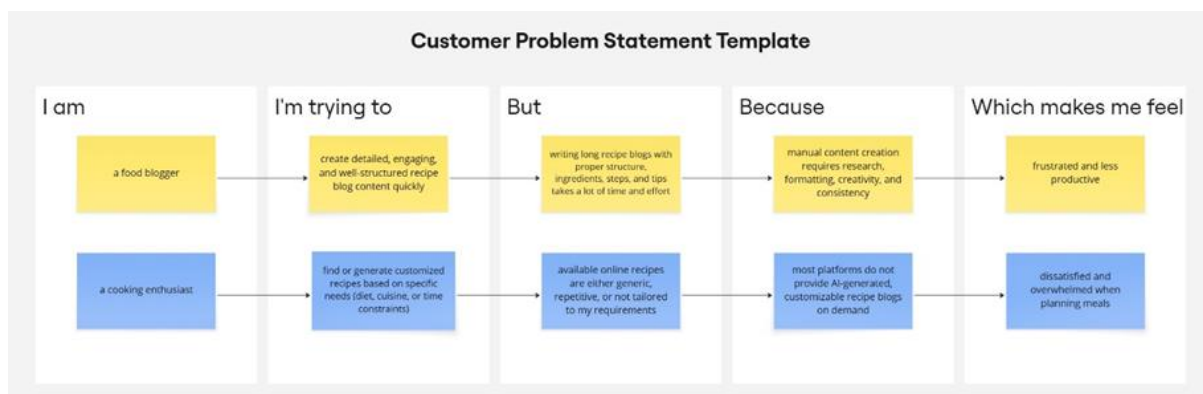 Customer Problem Statement Template
I am
I'm trying to
But
Because
Which makes me feel
a food blogger
create detailed, engaging,
and well-structured recipe
blog content quickly
writing long recipe blogs with
proper structure,
ingredients, steps, and tips
takes a lot of time and effort
manual content creation
requires research,
formatting, creativity, and
consistency
frustrated and less
productive
a cooking enthusiast
find or generate customized
recipes based on specific
needs (diet, cuisine, or time
constraints)
available online recipes
are either generic,
repetitive, or not tailored
to my requirements
most platforms do not
provide AI-generated,
customizable recipe blogs
on demand
dissatisfied and
overwhelmed when
planning meals